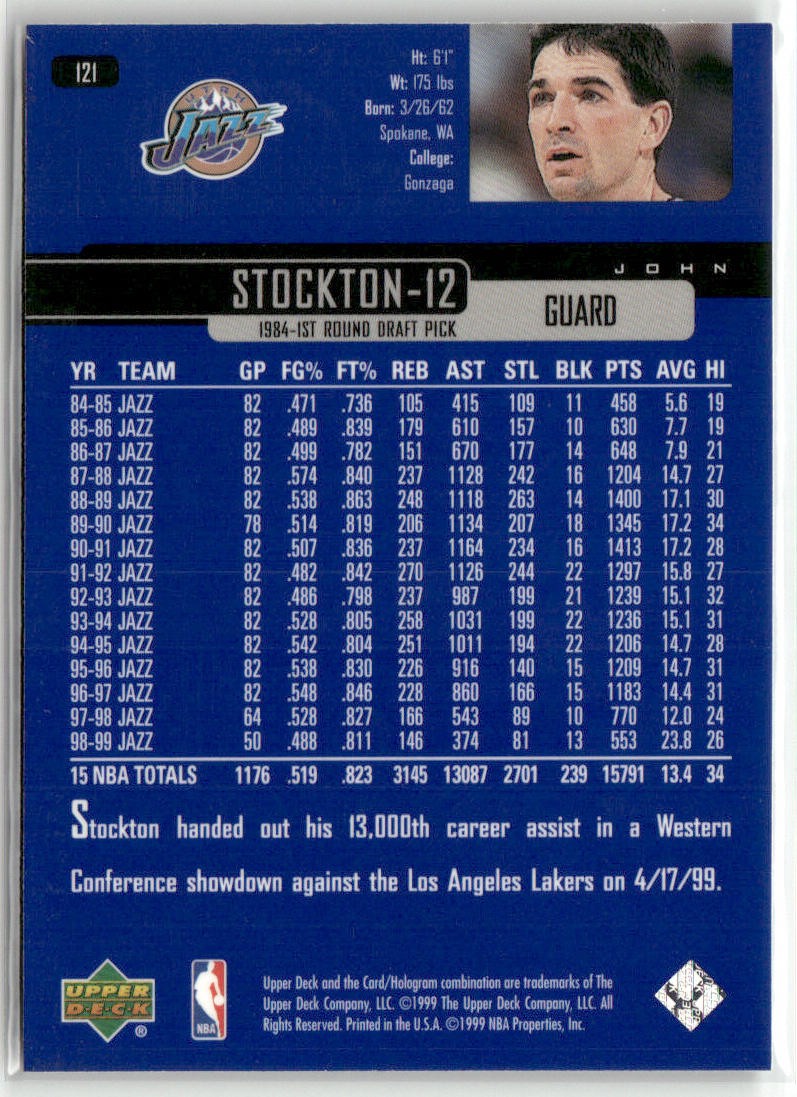 121
UTAH
JAZZ
Ht: 6'1"
Wt: 175 lbs
Born: 3/26/62
Spokane, WA
College:
Gonzaga
JOHN
STOCKTON-12
GUARD
1984-1ST ROUND DRAFT PICK
YR TEAM GP FG% FT% REB AST STL BLK PTS AVG HI
84-85 JAZZ 82 .471 .736 105 415 109 11 458 5.6 19
85-86 JAZZ 82 .489 .839 179 610 157 10 630 7.7 19
86-87 JAZZ 82 .499 .782 151 670 177 14 648 7.9 21
87-88 JAZZ 82 .574 .840 237 1128 242 16 1204 14.7 27
88-89 JAZZ 82 .538 .863 248 1118 263 14 1400 17.1 30
89-90 JAZZ 78 .514 .819 206 1134 207 18 1345 17.2 34
90-91 JAZZ 82 .507 .836 237 1164 234 16 1413 17.2 28
91-92 JAZZ 82 .482 .842 270 1126 244 22 1297 15.8 27
92-93 JAZZ 82 .486 .798 237 987 199 21 1239 15.1 32
93-94 JAZZ 82 .528 .805 258 1031 199 22 1236 15.1 31
94-95 JAZZ 82 .542 .804 251 1011 194 22 1206 14.7 28
95-96 JAZZ 82 .538 .830 226 916 140 15 1209 14.7 31
96-97 JAZZ 82 .548 .846 228 860 166 15 1183 14.4 31
97-98 JAZZ 64 .528 .827 166 543 89 10 770 12.0 24
98-99 JAZZ 50 .488 .811 146 374 81 13 553 23.8 26
15 NBA TOTALS 1176 .519 .823 3145 13087 2701 239 15791 13.4 34
Stockton handed out his 13,000th career assist in a Western
Conference showdown against the Los Angeles Lakers on 4/17/99.
UPPER
DECK
®
NBA
Upper Deck and the Card/Hologram combination are trademarks of The
Upper Deck Company, LLC. ©1999 The Upper Deck Company, LLC. All
Rights Reserved. Printed in the U.S.A. ©1999 NBA Properties, Inc.